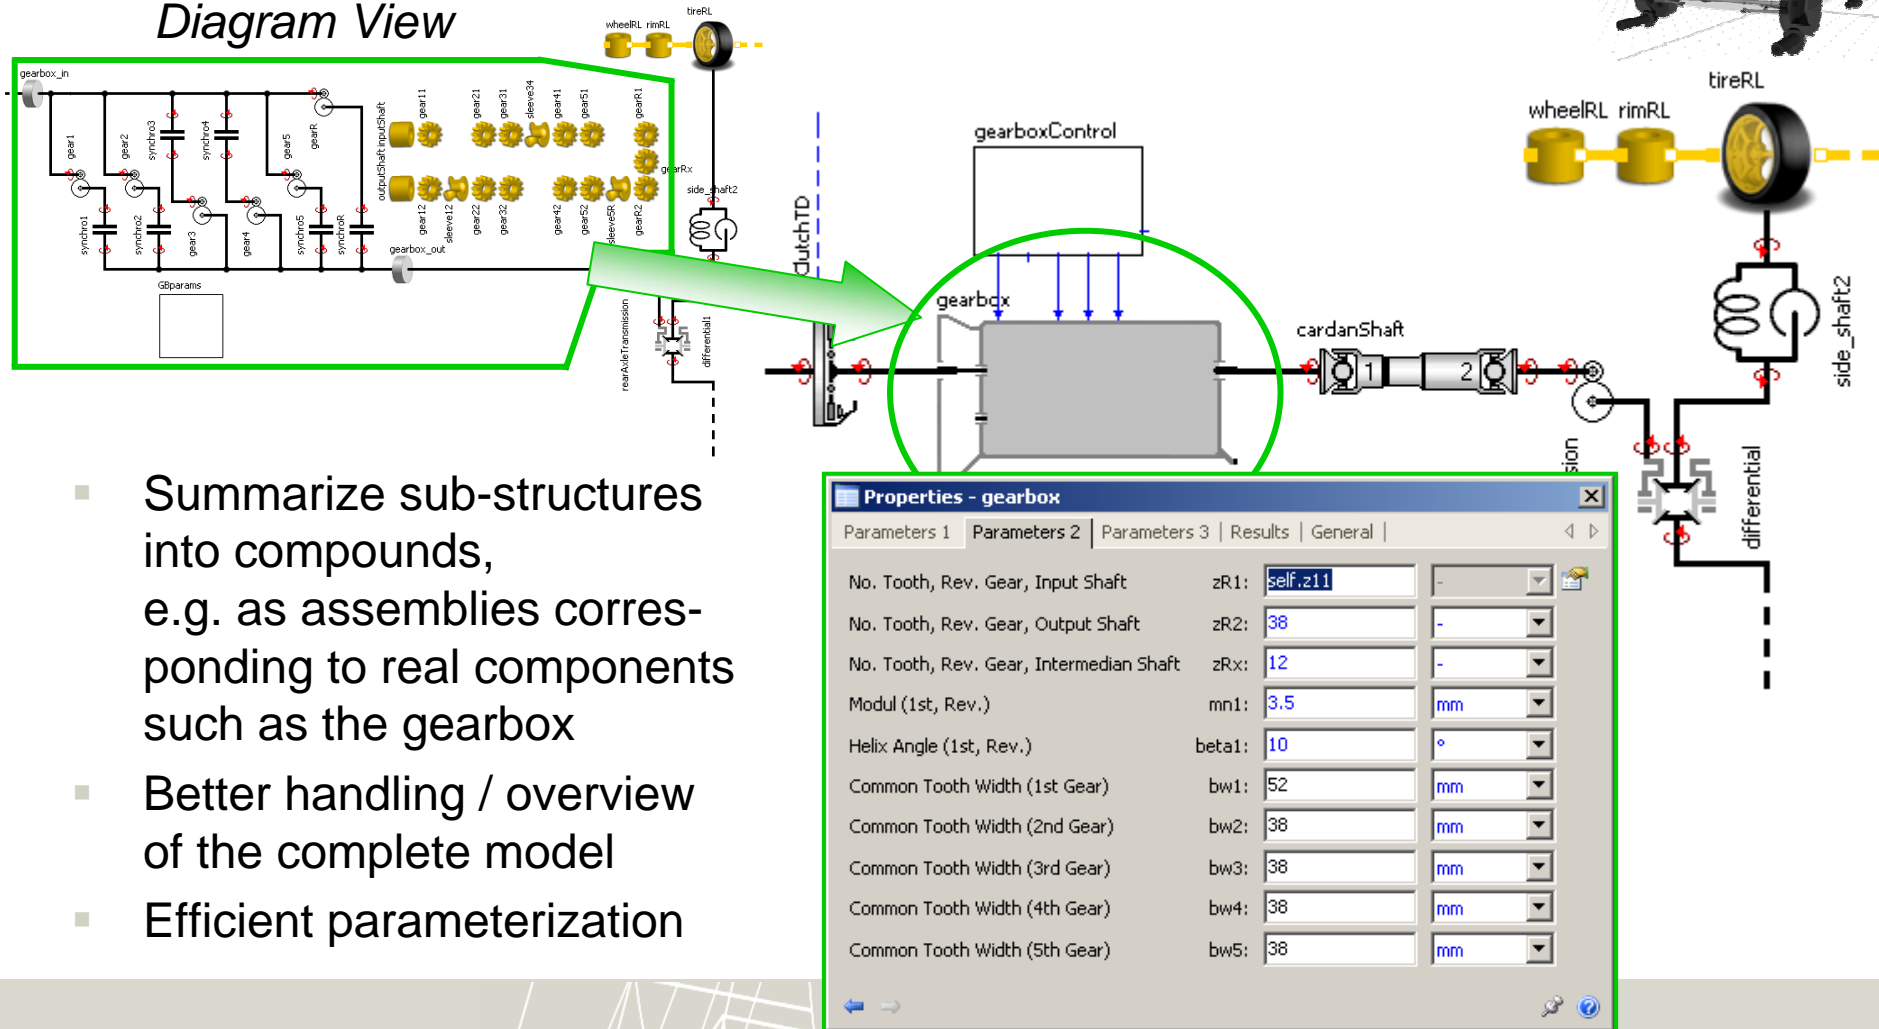 Diagram View
gearbox_in
gear1
gear2
synchro3
synchro4
gear5
gearR
synchro1
synchro2
gear3
gear4
synchro5
synchroR
gearbox_out
GBparams
inputShaft
outputShaft
gear11
gear21
gear31
sleeve34
gear41
gear51
gearR1
gearRx
gear12
sleeve12
gear22
gear32
gear42
gear52
sleeve5R
gearR2
wheelRL rimRL
tireRL
side_shaft2
rearAxleTransmission
differential1
clutchTD
gearboxControl
gearbox
cardanShaft
1 2
wheelRL rimRL
tireRL
side_shaft2
sion
differential
Summarize sub-structures
into compounds,
e.g. as assemblies corres-
ponding to real components
such as the gearbox
Better handling / overview
of the complete model
Efficient parameterization
Properties - gearbox
Parameters 1 Parameters 2 Parameters 3 | Results | General |
No. Tooth, Rev. Gear, Input Shaft zR1: self.z11 -
No. Tooth, Rev. Gear, Output Shaft zR2: 38 -
No. Tooth, Rev. Gear, Intermedian Shaft zRx: 12 -
Modul (1st, Rev.) mn1: 3.5 mm
Helix Angle (1st, Rev.) beta1: 10 °
Common Tooth Width (1st Gear) bw1: 52 mm
Common Tooth Width (2nd Gear) bw2: 38 mm
Common Tooth Width (3rd Gear) bw3: 38 mm
Common Tooth Width (4th Gear) bw4: 38 mm
Common Tooth Width (5th Gear) bw5: 38 mm